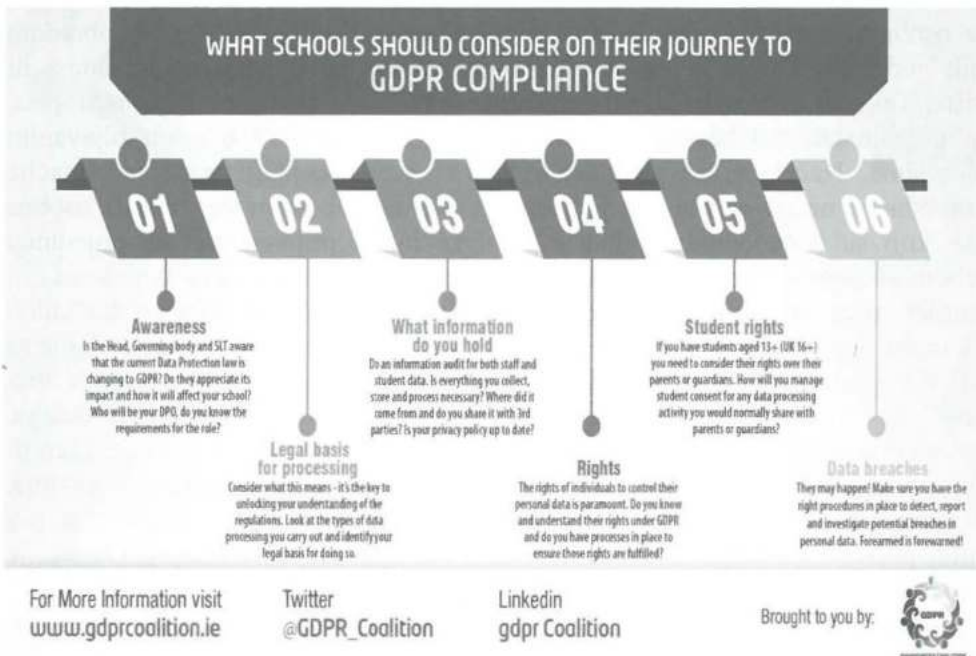 WHAT SCHOOLS SHOULD CONSIDER ON THEIR JOURNEY TO
GDPR COMPLIANCE
01
02
03
04
05
06
Awareness
Is the Head, Governing body and SLT aware
that the current Data Protection law is
changing to GDPR? Do they appreciate its
impact and how it will affect your school?
Who will be your DPO, do you know the
requirements for the role?
Legal basis
for processing
Consider what this means - it's the key to
unlocking your understanding of the
regulations. Look at the types of data
processing you carry out and identify your
legal basis for doing so.
What information
do you hold
Do an information audit for both staff and
student data. Is everything you collect,
store and process necessary? Where did it
come from and do you share it with 3rd
parties? Is your privacy policy up to date?
Rights
The rights of individuals to control their
personal data is paramount. Do you know
and understand their rights under GDPR
and do you have processes in place to
ensure those rights are fulfilled?
Student rights
If you have students aged 13+ (UK 16+)
you need to consider their rights over their
parents or guardians. How will you manage
student consent for any data processing
activity you would normally share with
parents or guardians?
Data breaches
They may happen! Make sure you have the
right procedures in place to detect, report
and investigate potential breaches in
personal data. Forearmed is forewarned!
For More Information visit
www.gdprcoalition.ie
Twitter
@GDPR_Coalition
Linkedin
gdpr Coalition
Brought to you by:
GDPR